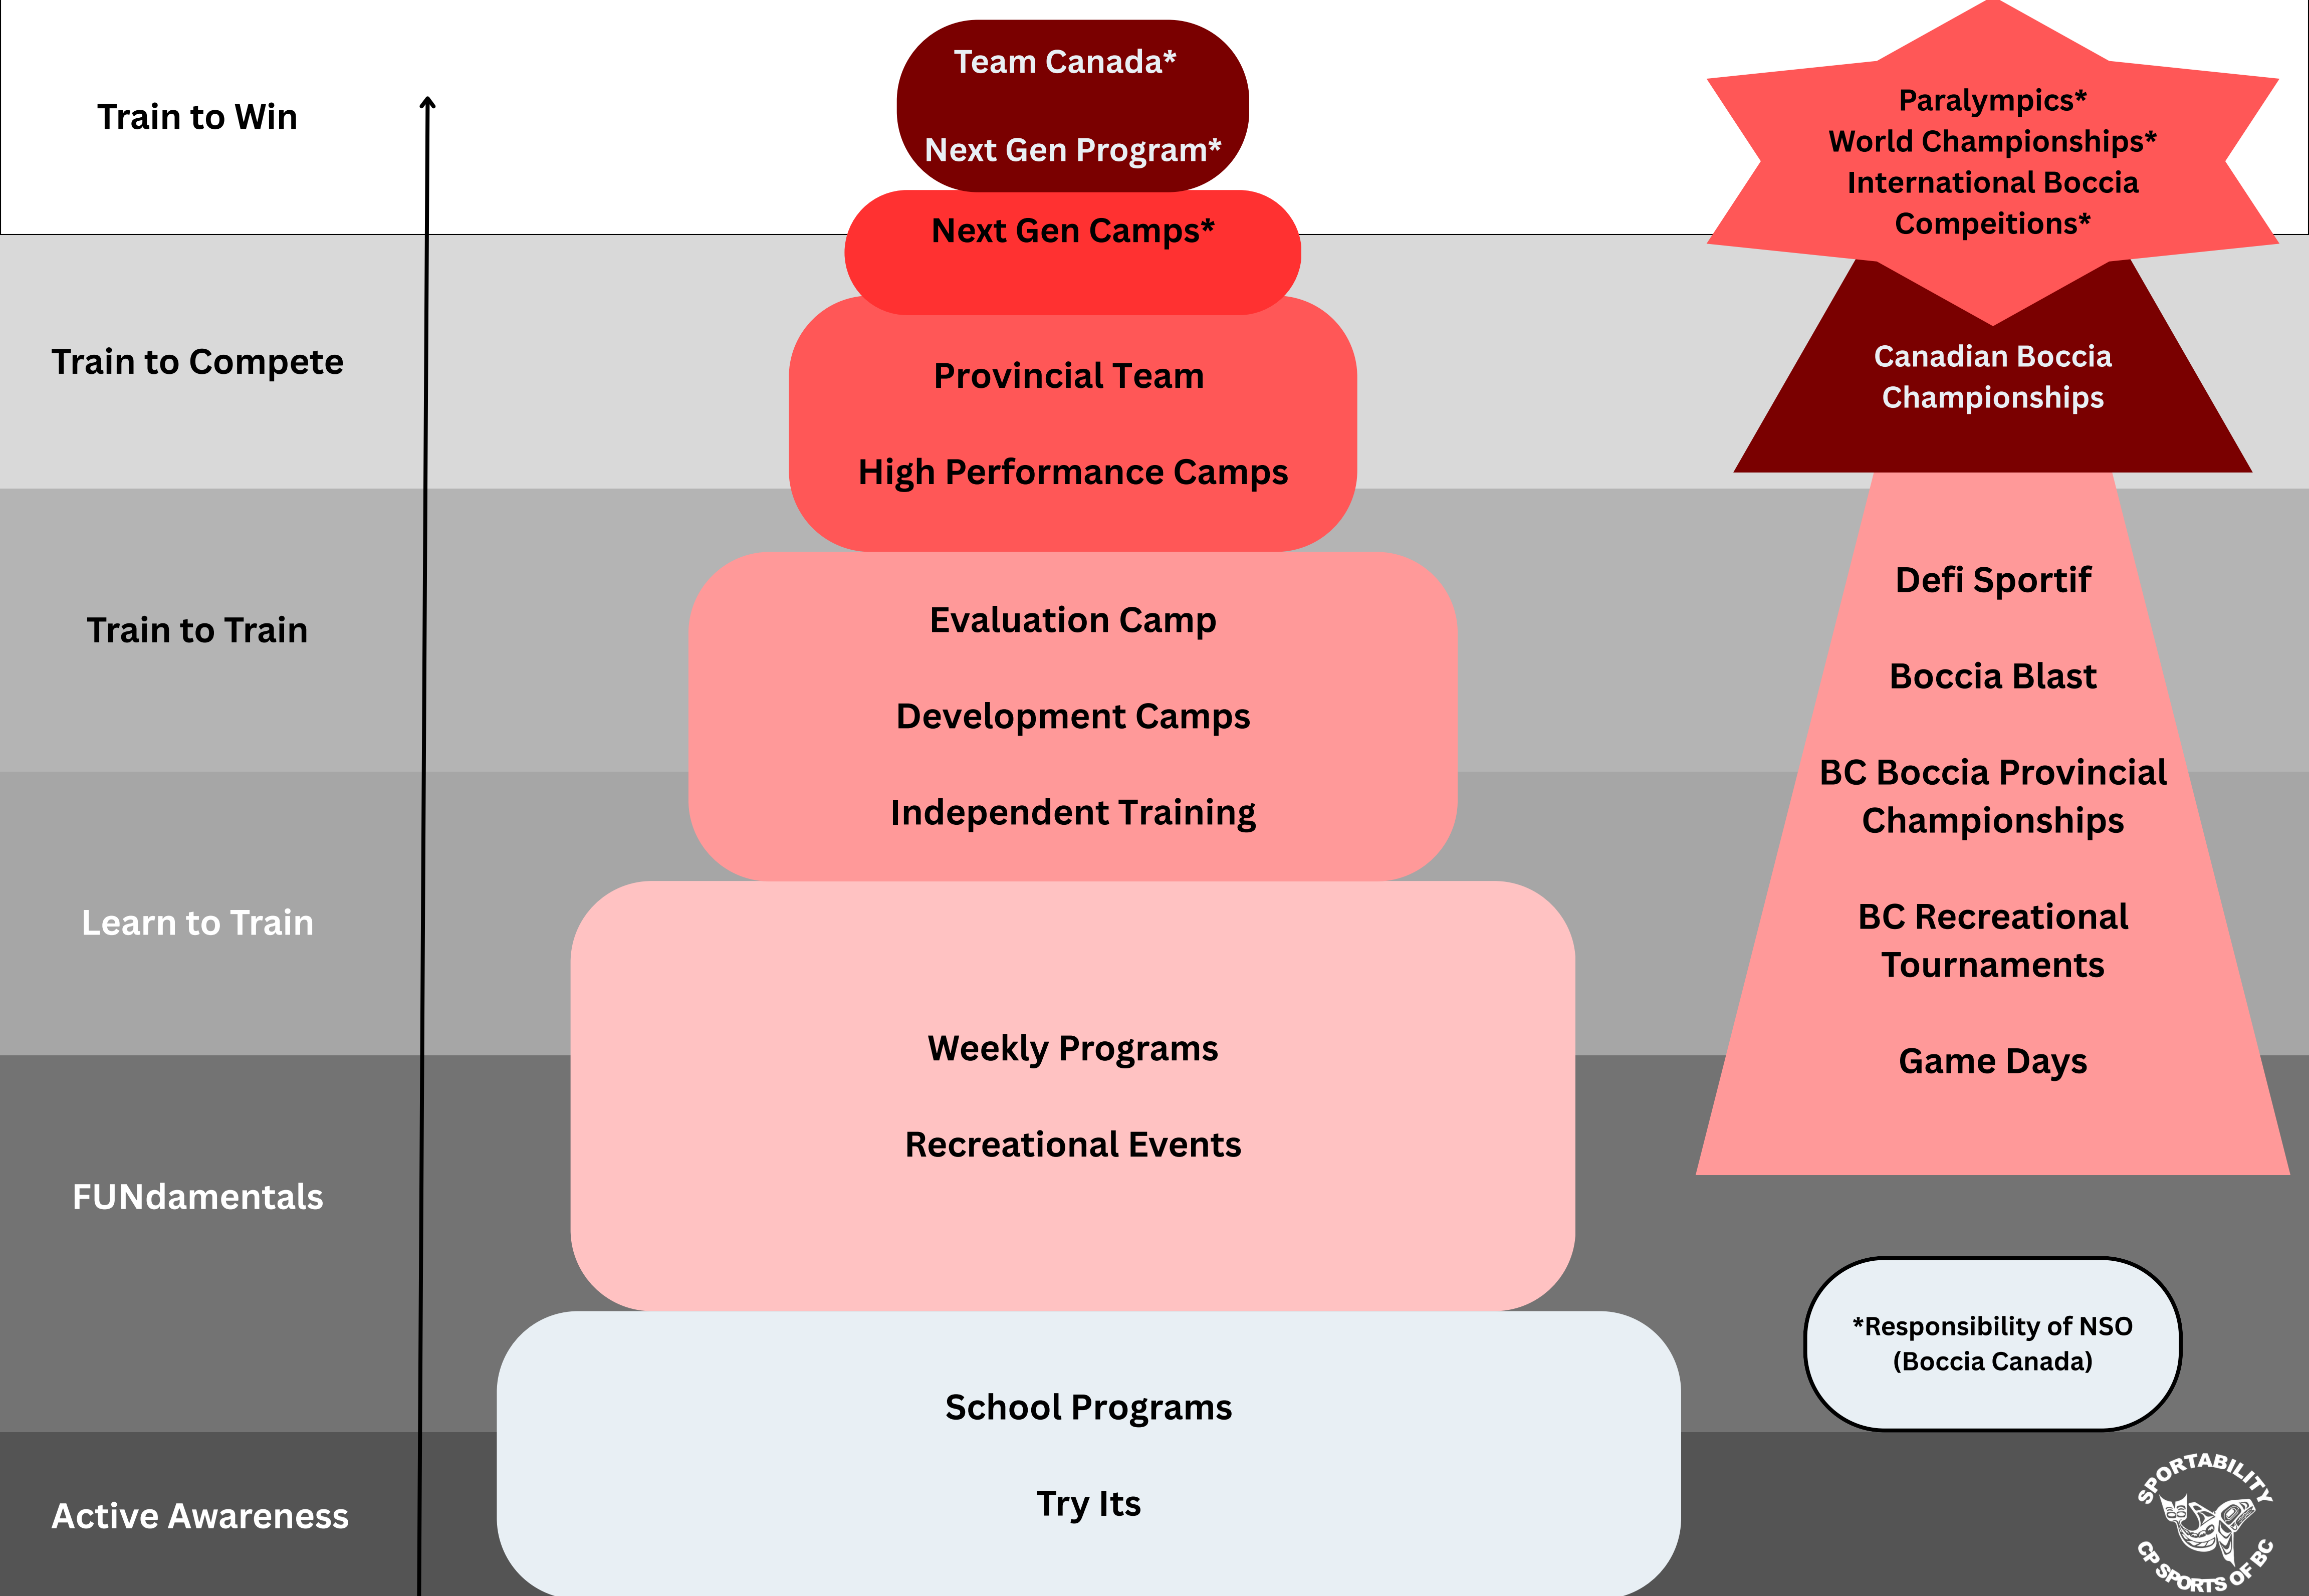 Train to Win
Train to Compete
Train to Train
Learn to Train
FUNdamentals
Active Awareness
Team Canada*
Next Gen Program*
Next Gen Camps*
Provincial Team
High Performance Camps
Evaluation Camp
Development Camps
Independent Training
Weekly Programs
Recreational Events
School Programs
Try Its
Paralympics*
World Championships*
International Boccia
Compeitions*
Canadian Boccia
Championships
Defi Sportif
Boccia Blast
BC Boccia Provincial
Championships
BC Recreational
Tournaments
Game Days
*Responsibility of NSO
(Boccia Canada)
SPORTABILITY
CP SPORTS OF BC